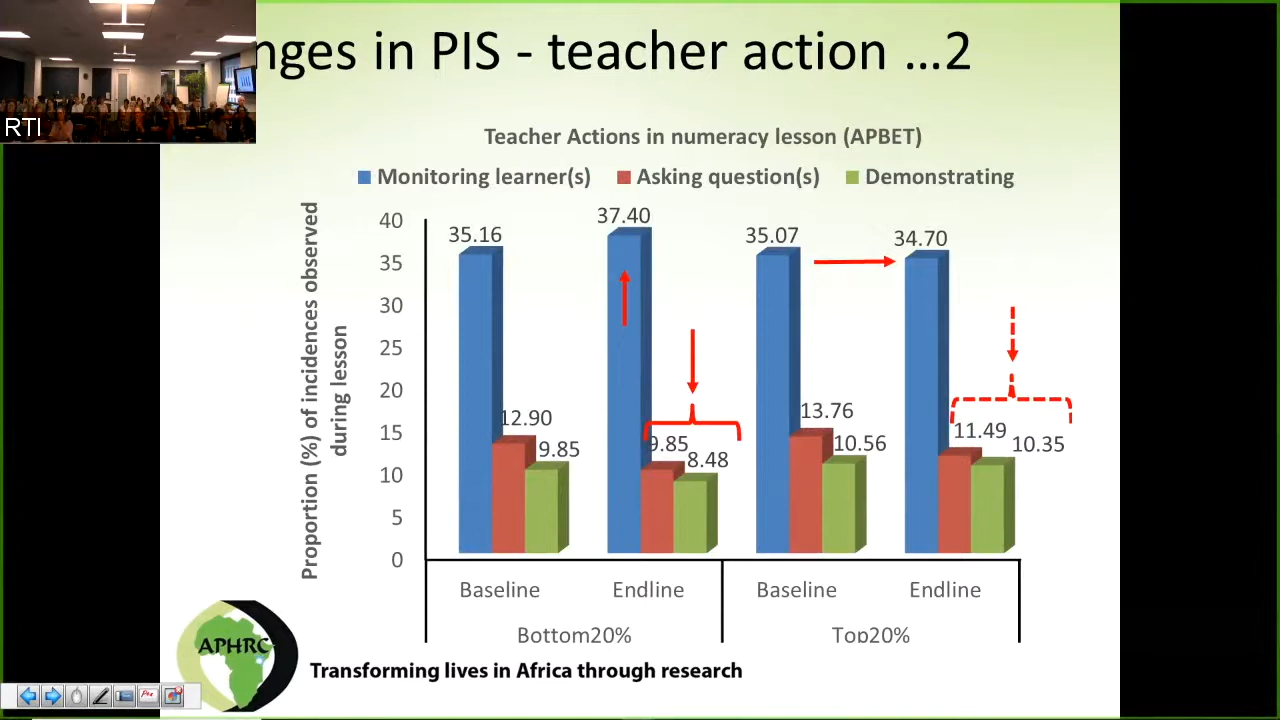 nges in PIS - teacher action ...2
RTI
Teacher Actions in numeracy lesson (APBET)
Monitoring learner(s) Asking question(s) Demonstrating
Proportion (%) of incidences observed
during lesson
40
35
30
25
20
15
10
5
0
35.16
12.90
9.85
37.40
9.85
8.48
35.07
13.76
10.56
34.70
11.49
10.35
Baseline Endline Baseline Endline
Bottom20% Top20%
APHRC
Transforming lives in Africa through research